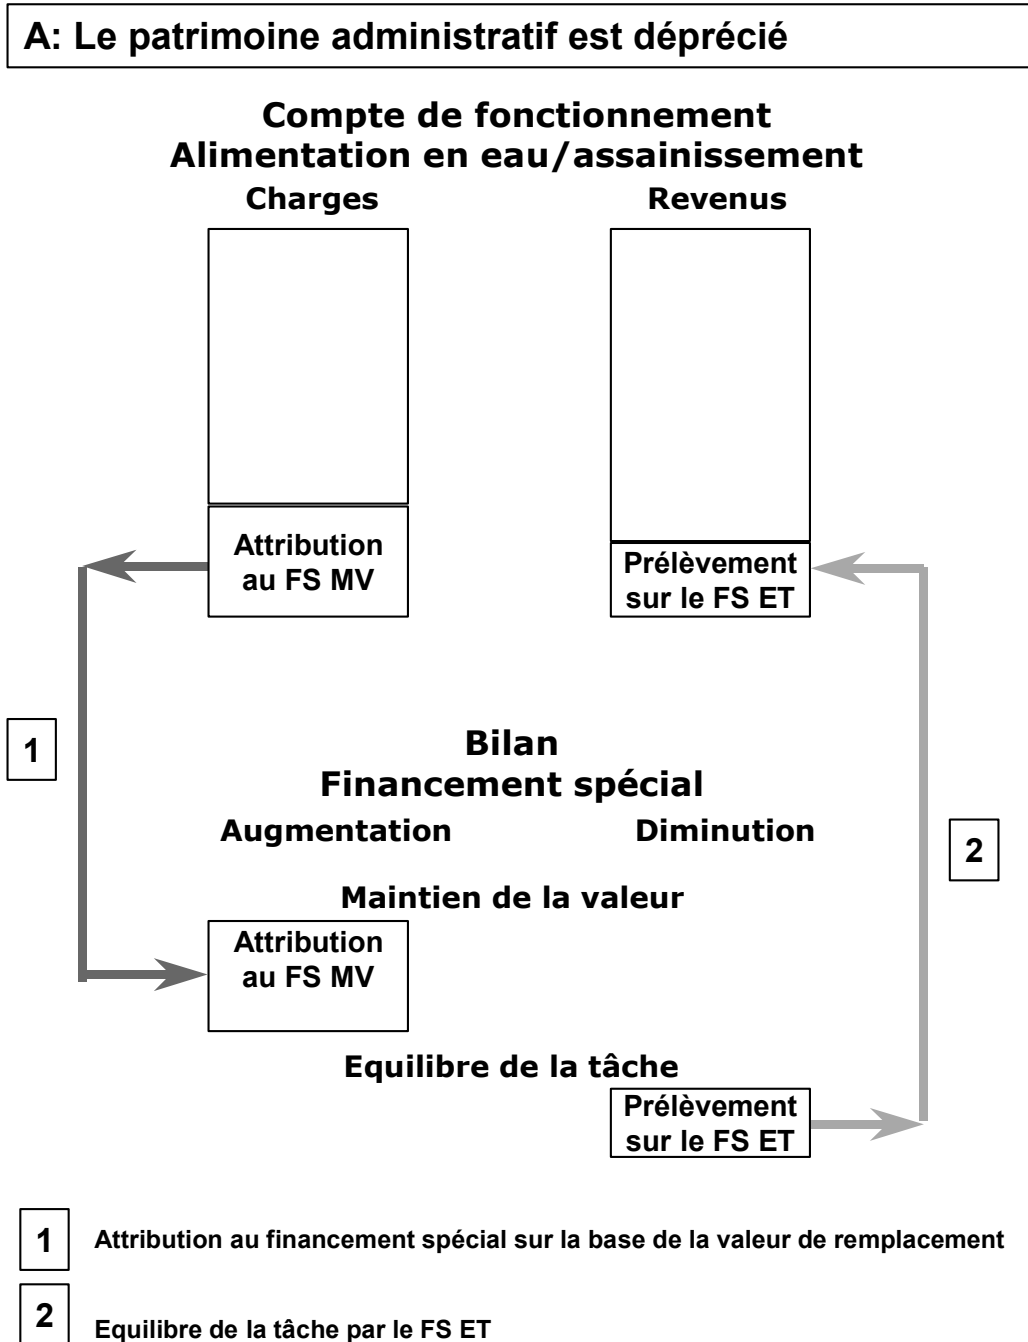 A: Le patrimoine administratif est déprécié
Compte de fonctionnement
Alimentation en eau/assainissement
Charges
Revenus
Attribution
au FS MV
Prélèvement
sur le FS ET
1
Bilan
Financement spécial
Augmentation
Diminution
2
Maintien de la valeur
Attribution
au FS MV
Equilibre de la tâche
Prélèvement
sur le FS ET
1
Attribution au financement spécial sur la base de la valeur de remplacement
2
Equilibre de la tâche par le FS ET